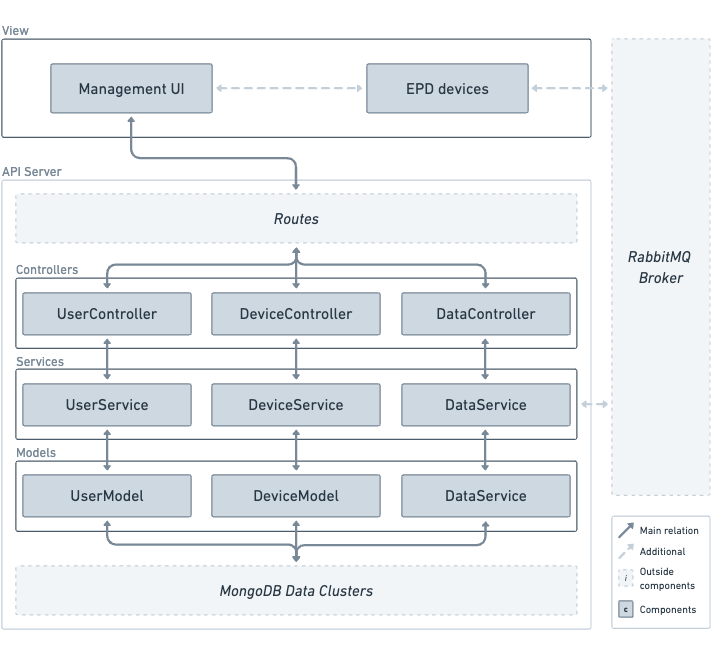 View
Management UI
EPD devices
API Server
Routes
RabbitMQ
Broker
Controllers
UserController
DeviceController
DataController
Services
UserService
DeviceService
DataService
Models
UserModel
DeviceModel
DataService
MongoDB Data Clusters
Main relation
Additional
i
Outside
components
c
Components